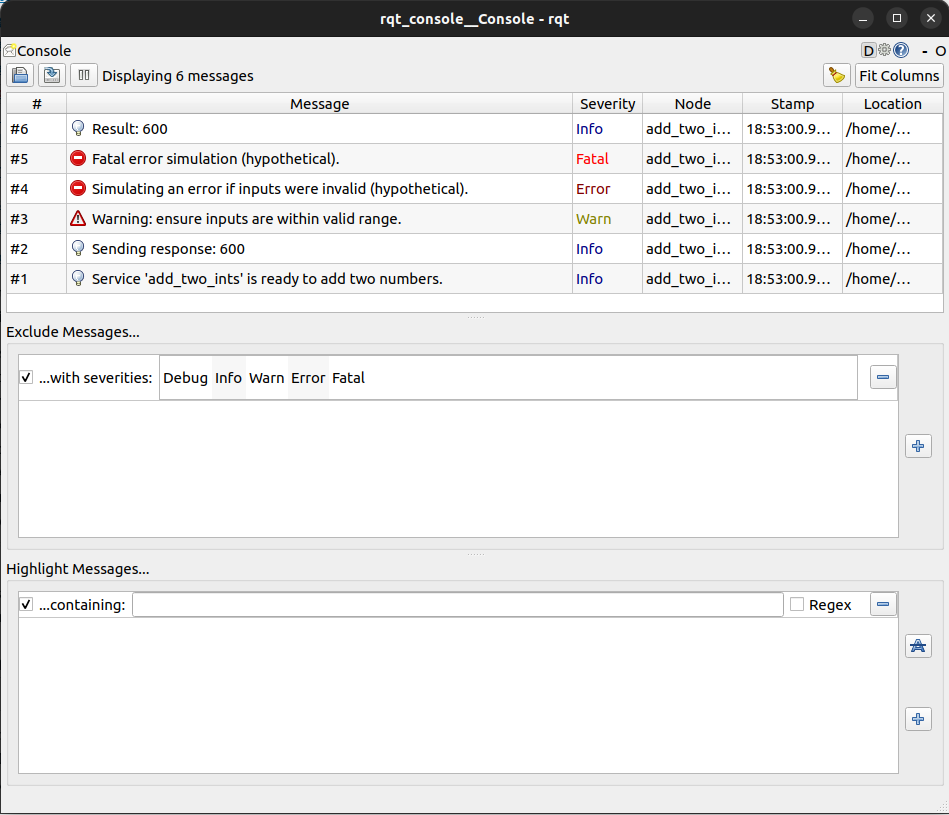 rqt_console__Console - rqt
Console D - O
Displaying 6 messages Fit Columns
# Message Severity Node Stamp Location
#6 Result: 600 Info add_two_i... 18:53:00.9... /home/...
#5 Fatal error simulation (hypothetical). Fatal add_two_i... 18:53:00.9... /home/...
#4 Simulating an error if inputs were invalid (hypothetical). Error add_two_i... 18:53:00.9... /home/...
#3 Warning: ensure inputs are within valid range. Warn add_two_i... 18:53:00.9... /home/...
#2 Sending response: 600 Info add_two_i... 18:53:00.9... /home/...
#1 Service 'add_two_ints' is ready to add two numbers. Info add_two_i... 18:53:00.9... /home/...
Exclude Messages...
...with severities: Debug Info Warn Error Fatal
Highlight Messages...
...containing: Regex